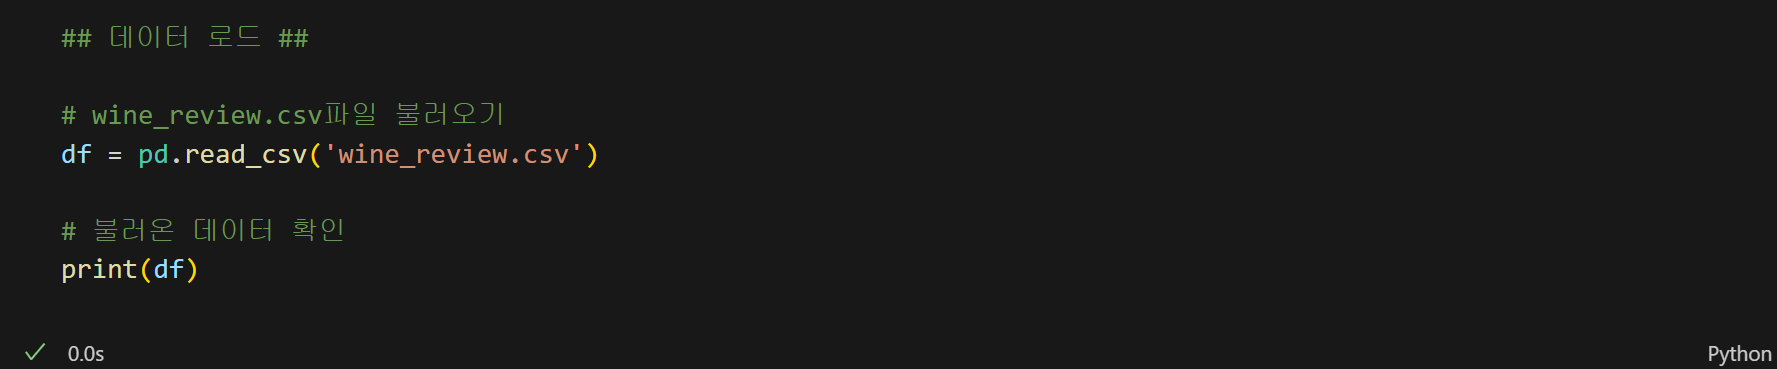 ## 데이터 로드 ##
# wine_review.csv파일 불러오기
df = pd.read_csv('wine_review.csv')
# 불러온 데이터 확인
print(df)
0.0s
Python